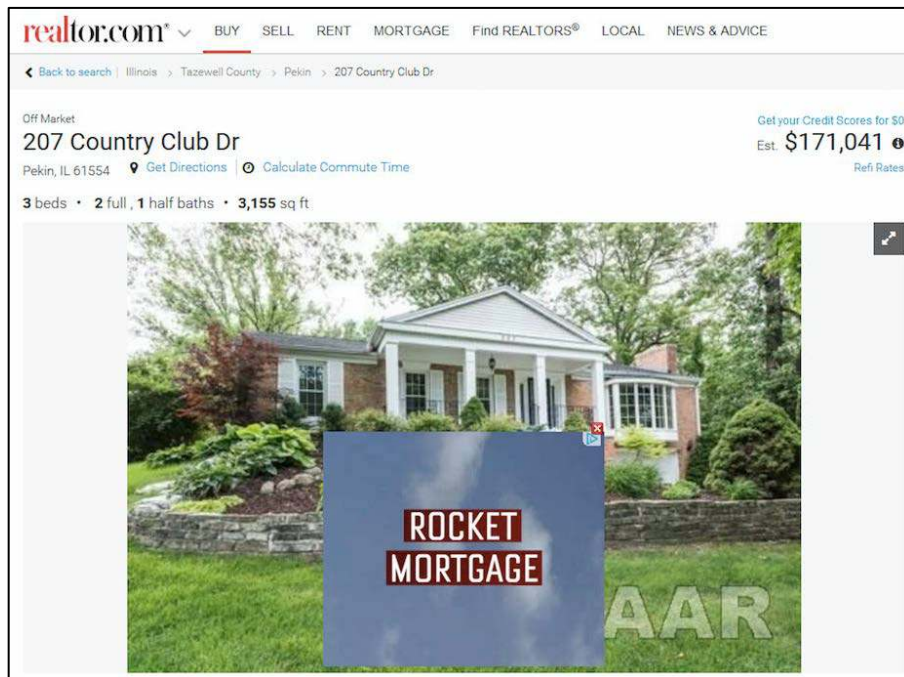 realtor.com® BUY SELL RENT MORTGAGE Find REALTORS® LOCAL NEWS & ADVICE
Back to search | Illinois > Tazewell County > Pekin > 207 Country Club Dr
Off Market
207 Country Club Dr
Pekin, IL 61554 Get Directions Calculate Commute Time
Get your Credit Scores for $0
Est. $171,041
Refi Rates
3 beds • 2 full , 1 half baths • 3,155 sq ft
ROCKET
MORTGAGE
AAR